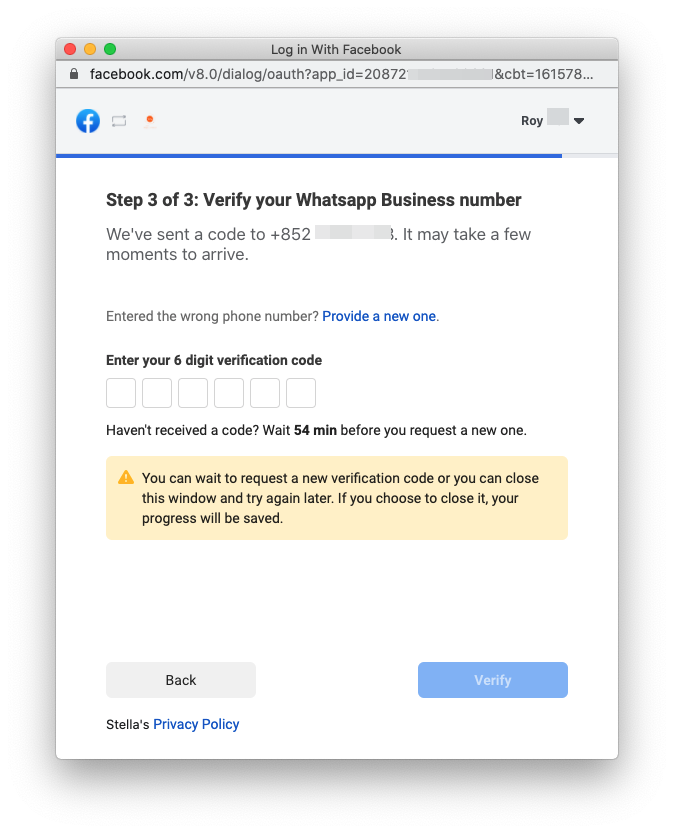 Log in With Facebook
facebook.com/v8.0/dialog/oauth?app_id=20872 &cbt=161578...
Roy
Step 3 of 3: Verify your Whatsapp Business number
We've sent a code to +852 . It may take a few
moments to arrive.
Entered the wrong phone number? Provide a new one.
Enter your 6 digit verification code
Haven't received a code? Wait 54 min before you request a new one.
You can wait to request a new verification code or you can close
this window and try again later. If you choose to close it, your
progress will be saved.
Back
Verify
Stella's Privacy Policy